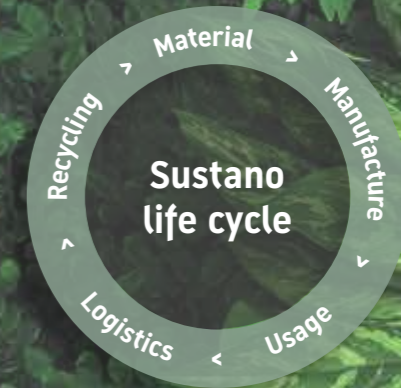 Material
>
Manufacture
>
Usage
<
Logistics
>
Recycling
>
Sustano
life cycle